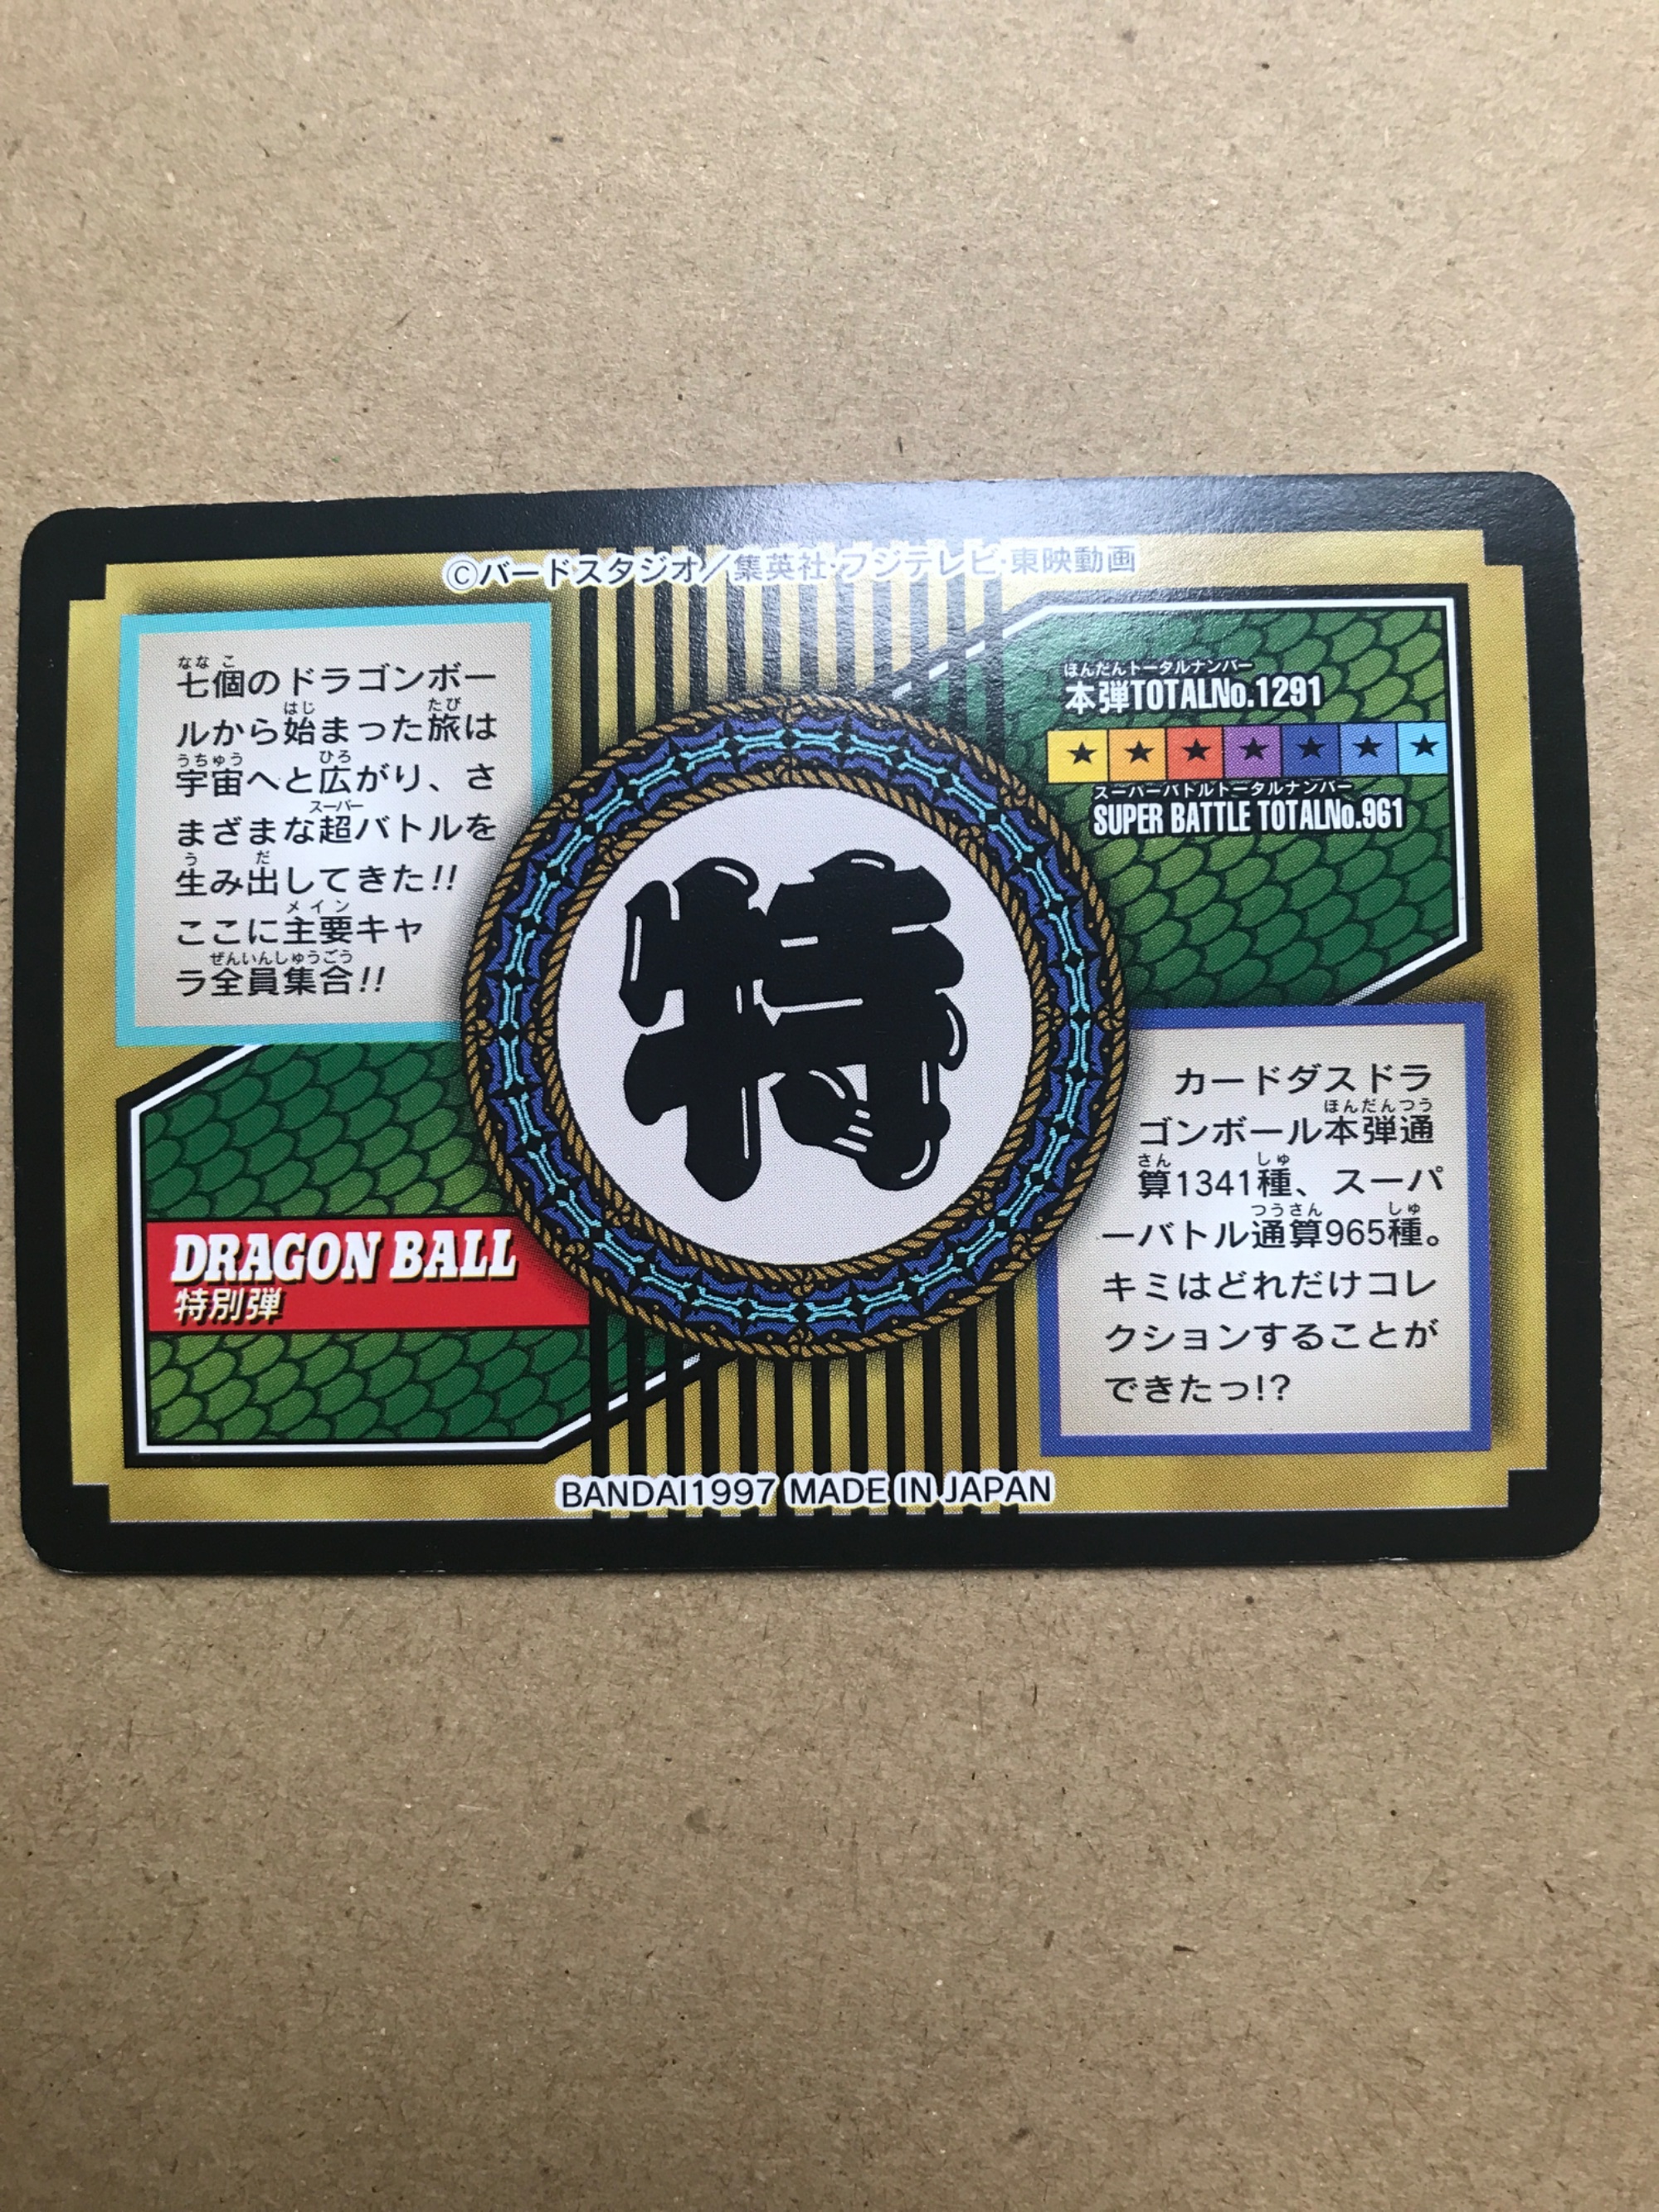 ©バードスタジオ／集英社・フジテレビ・東映動画
七個のドラゴンボー
ななこ
ルから始まった旅は
はじ たび
宇宙へと広がり、さ
うちゅう ひろ
まざまな超バトルを
スーパー
生み出してきた!!
う だ
ここに主要キャ
メイン
ラ全員集合!!
ぜんいんしゅうごう
ほんだんトータルナンバー
本弾TOTALNo.1291
★★★★★★★
スーパーバトルトータルナンバー
SUPER BATTLE TOTALNo.961
特
DRAGON BALL
特別弾
カードダスドラ
ゴンボール本弾通
ほんだんつう
算1341種、スーパ
さん しゅ
ーバトル通算965種。
つうさん しゅ
キミはどれだけコレ
クションすることが
できたっ!?
BANDAI1997 MADE IN JAPAN